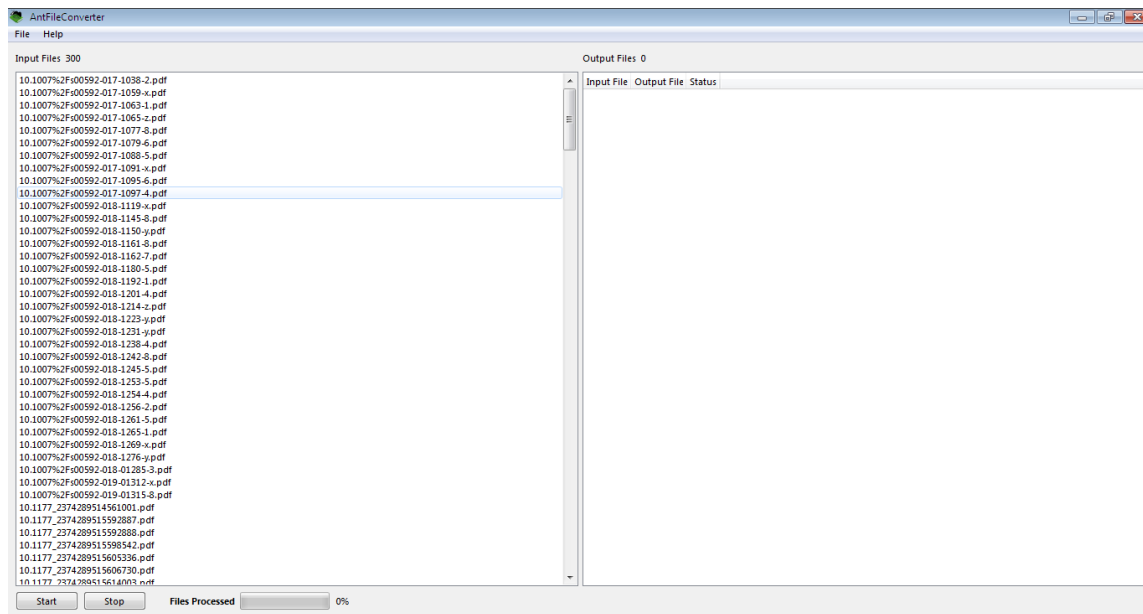 AntFileConverter
File Help
Input Files 300
Output Files 0
10.1007%2Fs00592-017-1038-2.pdf
10.1007%2Fs00592-017-1059-x.pdf
10.1007%2Fs00592-017-1063-1.pdf
10.1007%2Fs00592-017-1065-z.pdf
10.1007%2Fs00592-017-1077-8.pdf
10.1007%2Fs00592-017-1079-6.pdf
10.1007%2Fs00592-017-1088-5.pdf
10.1007%2Fs00592-017-1091-x.pdf
10.1007%2Fs00592-017-1095-6.pdf
10.1007%2Fs00592-017-1097-4.pdf
10.1007%2Fs00592-018-1119-x.pdf
10.1007%2Fs00592-018-1145-8.pdf
10.1007%2Fs00592-018-1150-y.pdf
10.1007%2Fs00592-018-1161-8.pdf
10.1007%2Fs00592-018-1162-7.pdf
10.1007%2Fs00592-018-1180-5.pdf
10.1007%2Fs00592-018-1192-1.pdf
10.1007%2Fs00592-018-1201-4.pdf
10.1007%2Fs00592-018-1214-z.pdf
10.1007%2Fs00592-018-1223-y.pdf
10.1007%2Fs00592-018-1231-y.pdf
10.1007%2Fs00592-018-1238-4.pdf
10.1007%2Fs00592-018-1242-8.pdf
10.1007%2Fs00592-018-1245-5.pdf
10.1007%2Fs00592-018-1253-5.pdf
10.1007%2Fs00592-018-1254-4.pdf
10.1007%2Fs00592-018-1256-2.pdf
10.1007%2Fs00592-018-1261-5.pdf
10.1007%2Fs00592-018-1265-1.pdf
10.1007%2Fs00592-018-1269-x.pdf
10.1007%2Fs00592-018-1276-y.pdf
10.1007%2Fs00592-018-01285-3.pdf
10.1007%2Fs00592-019-01312-x.pdf
10.1007%2Fs00592-019-01315-8.pdf
10.1177_2374289514561001.pdf
10.1177_2374289515592887.pdf
10.1177_2374289515592888.pdf
10.1177_2374289515598542.pdf
10.1177_2374289515605336.pdf
10.1177_2374289515606730.pdf
10.1177_2374289515614003.pdf
Input File Output File Status
Start Stop Files Processed 0%